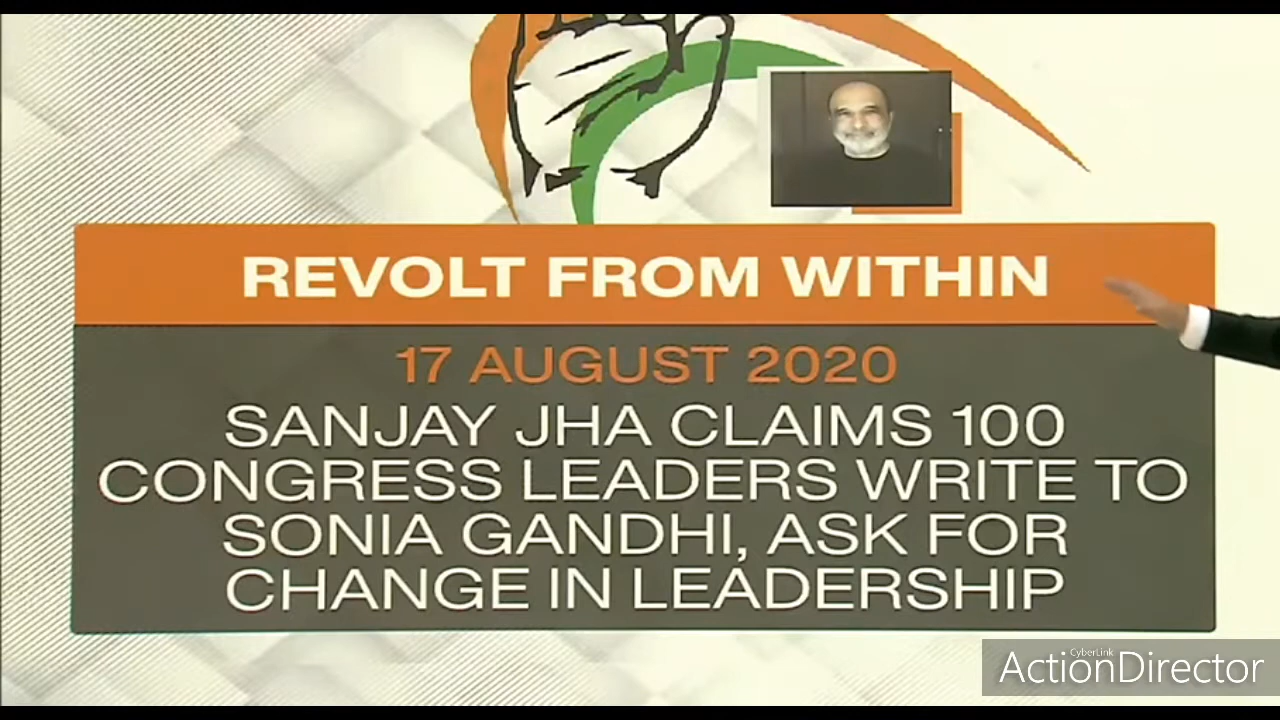 REVOLT FROM WITHIN
17 AUGUST 2020
SANJAY JHA CLAIMS 100
CONGRESS LEADERS WRITE TO
SONIA GANDHI, ASK FOR
CHANGE IN LEADERSHIP
CyberLink
ActionDirector